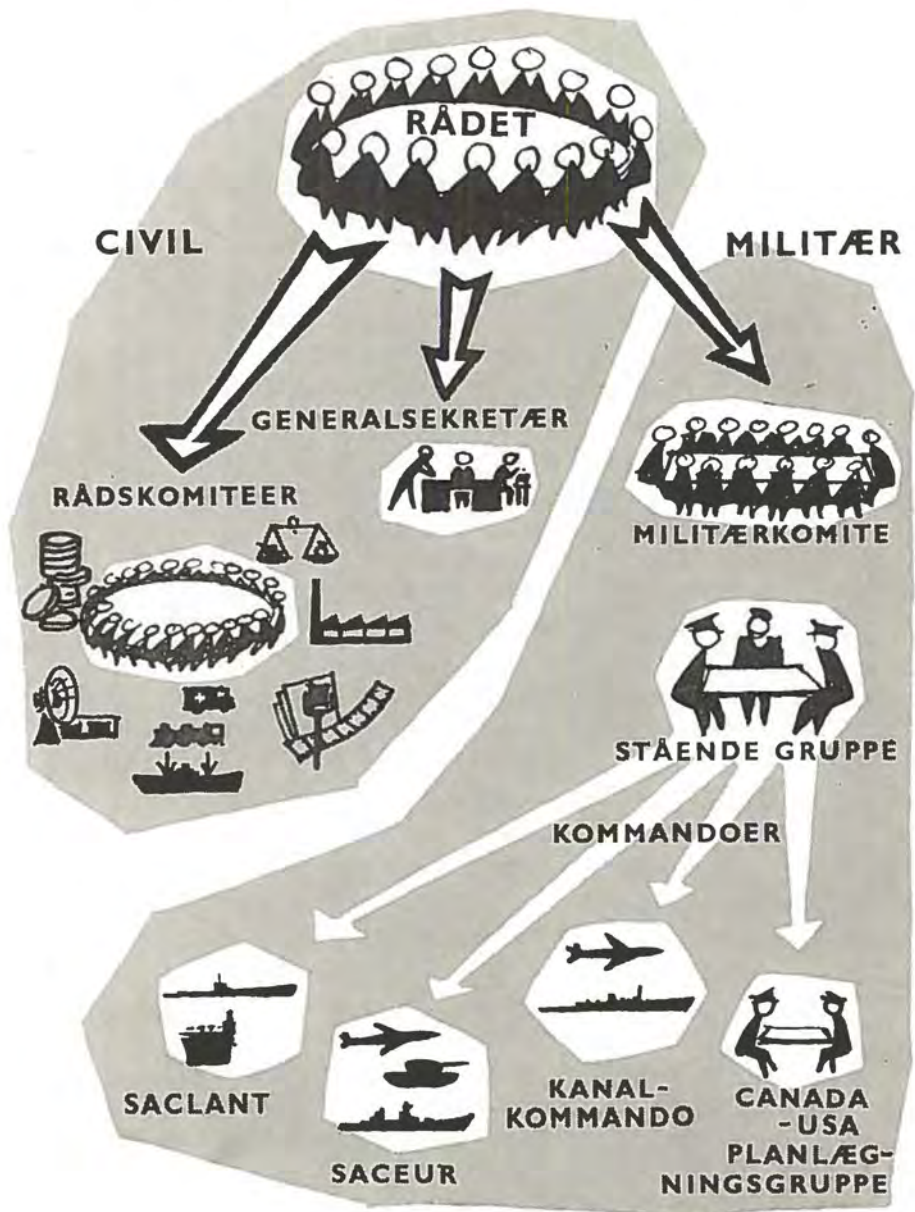 RÅDET
CIVIL
MILITÆR
GENERALSEKRETÆR
RÅDSKOMITEER
MILITÆRKOMITE
STÅENDE GRUPPE
KOMMANDOER
SACLANT
SACEUR
KANAL-
KOMMANDO
CANADA
-USA
PLANLÆG-
NINGSGRUPPE